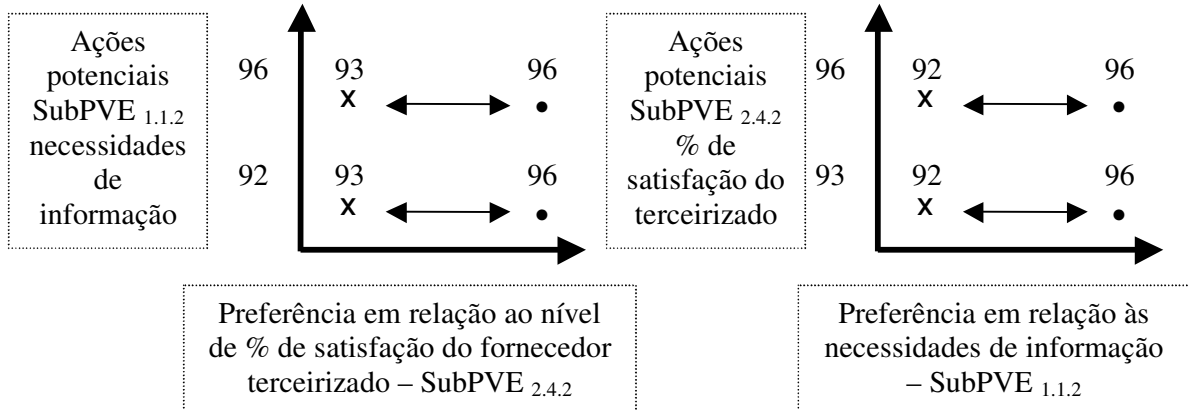 Ações
potenciais
SubPVE 1.1.2
necessidades
de
informação
96 93 96
x •
92 93 96
x •
Preferência em relação ao nível
de % de satisfação do fornecedor
terceirizado – SubPVE 2.4.2
Ações
potenciais
SubPVE 2.4.2
% de
satisfação do
terceirizado
96 92 96
x •
93 92 96
x •
Preferência em relação às
necessidades de informação
– SubPVE 1.1.2